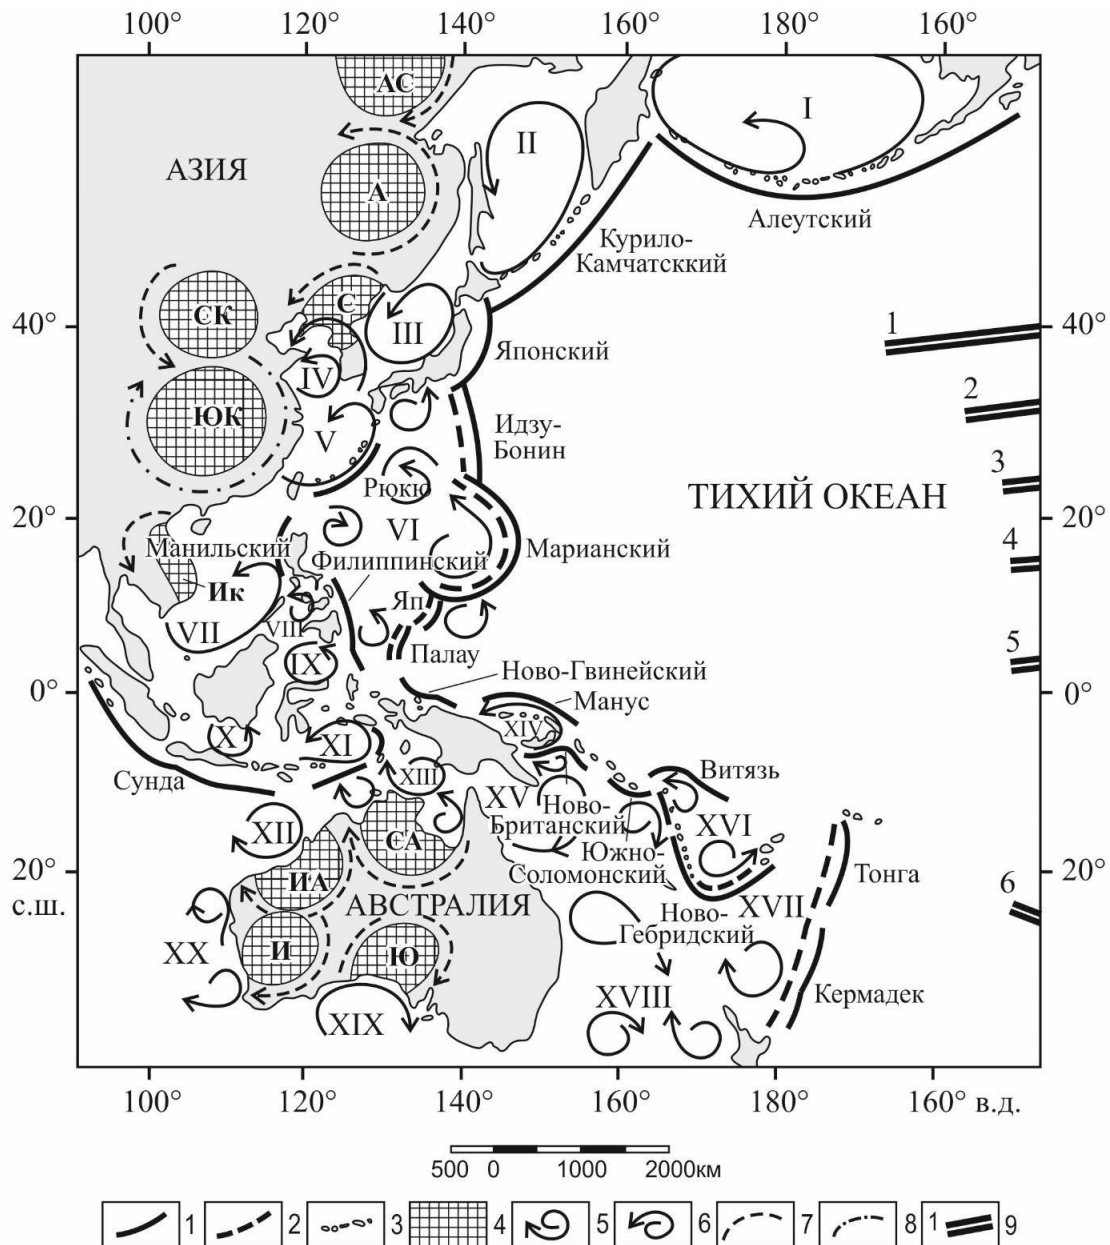 100° 120° 140° 160° 180° 160°
АС
I
II
АЗИЯ
А
Алеутский
Курило-
Камчатсккий
СК
С
40°
III
1
40°
Японский
IV
2
ЮК
V
Идзу-
Бонин
3
Рюкю
ТИХИЙ ОКЕАН
20°
VI
4
20°
Манильский
Филиппинский
Марианский
Ик
Яп
VII
VIII
5
IX
Палау
Ново-Гвинейский
0°
Манус
0°
X
XI
XIV
Сунда
XIII
Витязь
XV
Ново-
Британский
XII
СА
XVI
Южно-
Соломонский
20°
ИА
6
20°
Тонга
с.ш.
АВСТРАЛИЯ
XVII
Ново-
Гебридский
XX
И
Ю
Кермадек
XIX
XVIII
100° 120° 140° 160° 180° 160° в.д.
500 0 1000 2000км
1 2 3 4 5 6 7 8 1 9